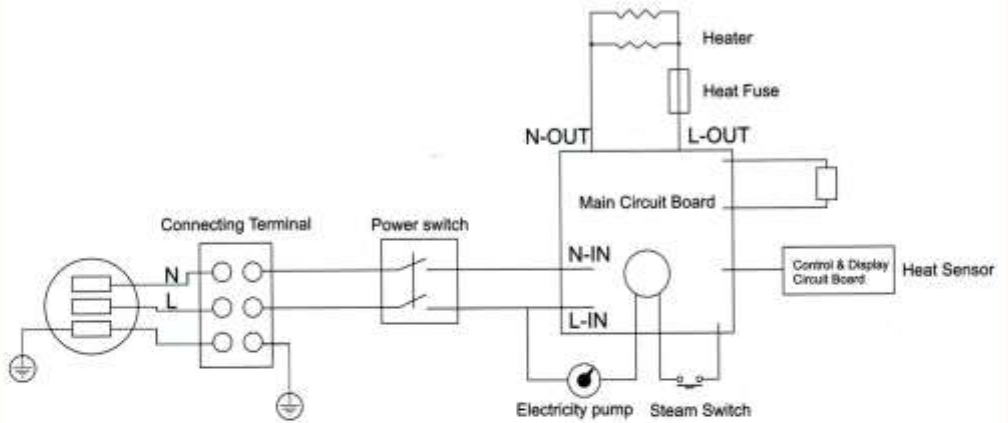 Heater
Heat Fuse
N-OUT
L-OUT
Main Circuit Board
Connecting Terminal
Power switch
N
L
N-IN
L-IN
Control & Display
Circuit Board
Heat Sensor
Electricity pump
Steam Switch